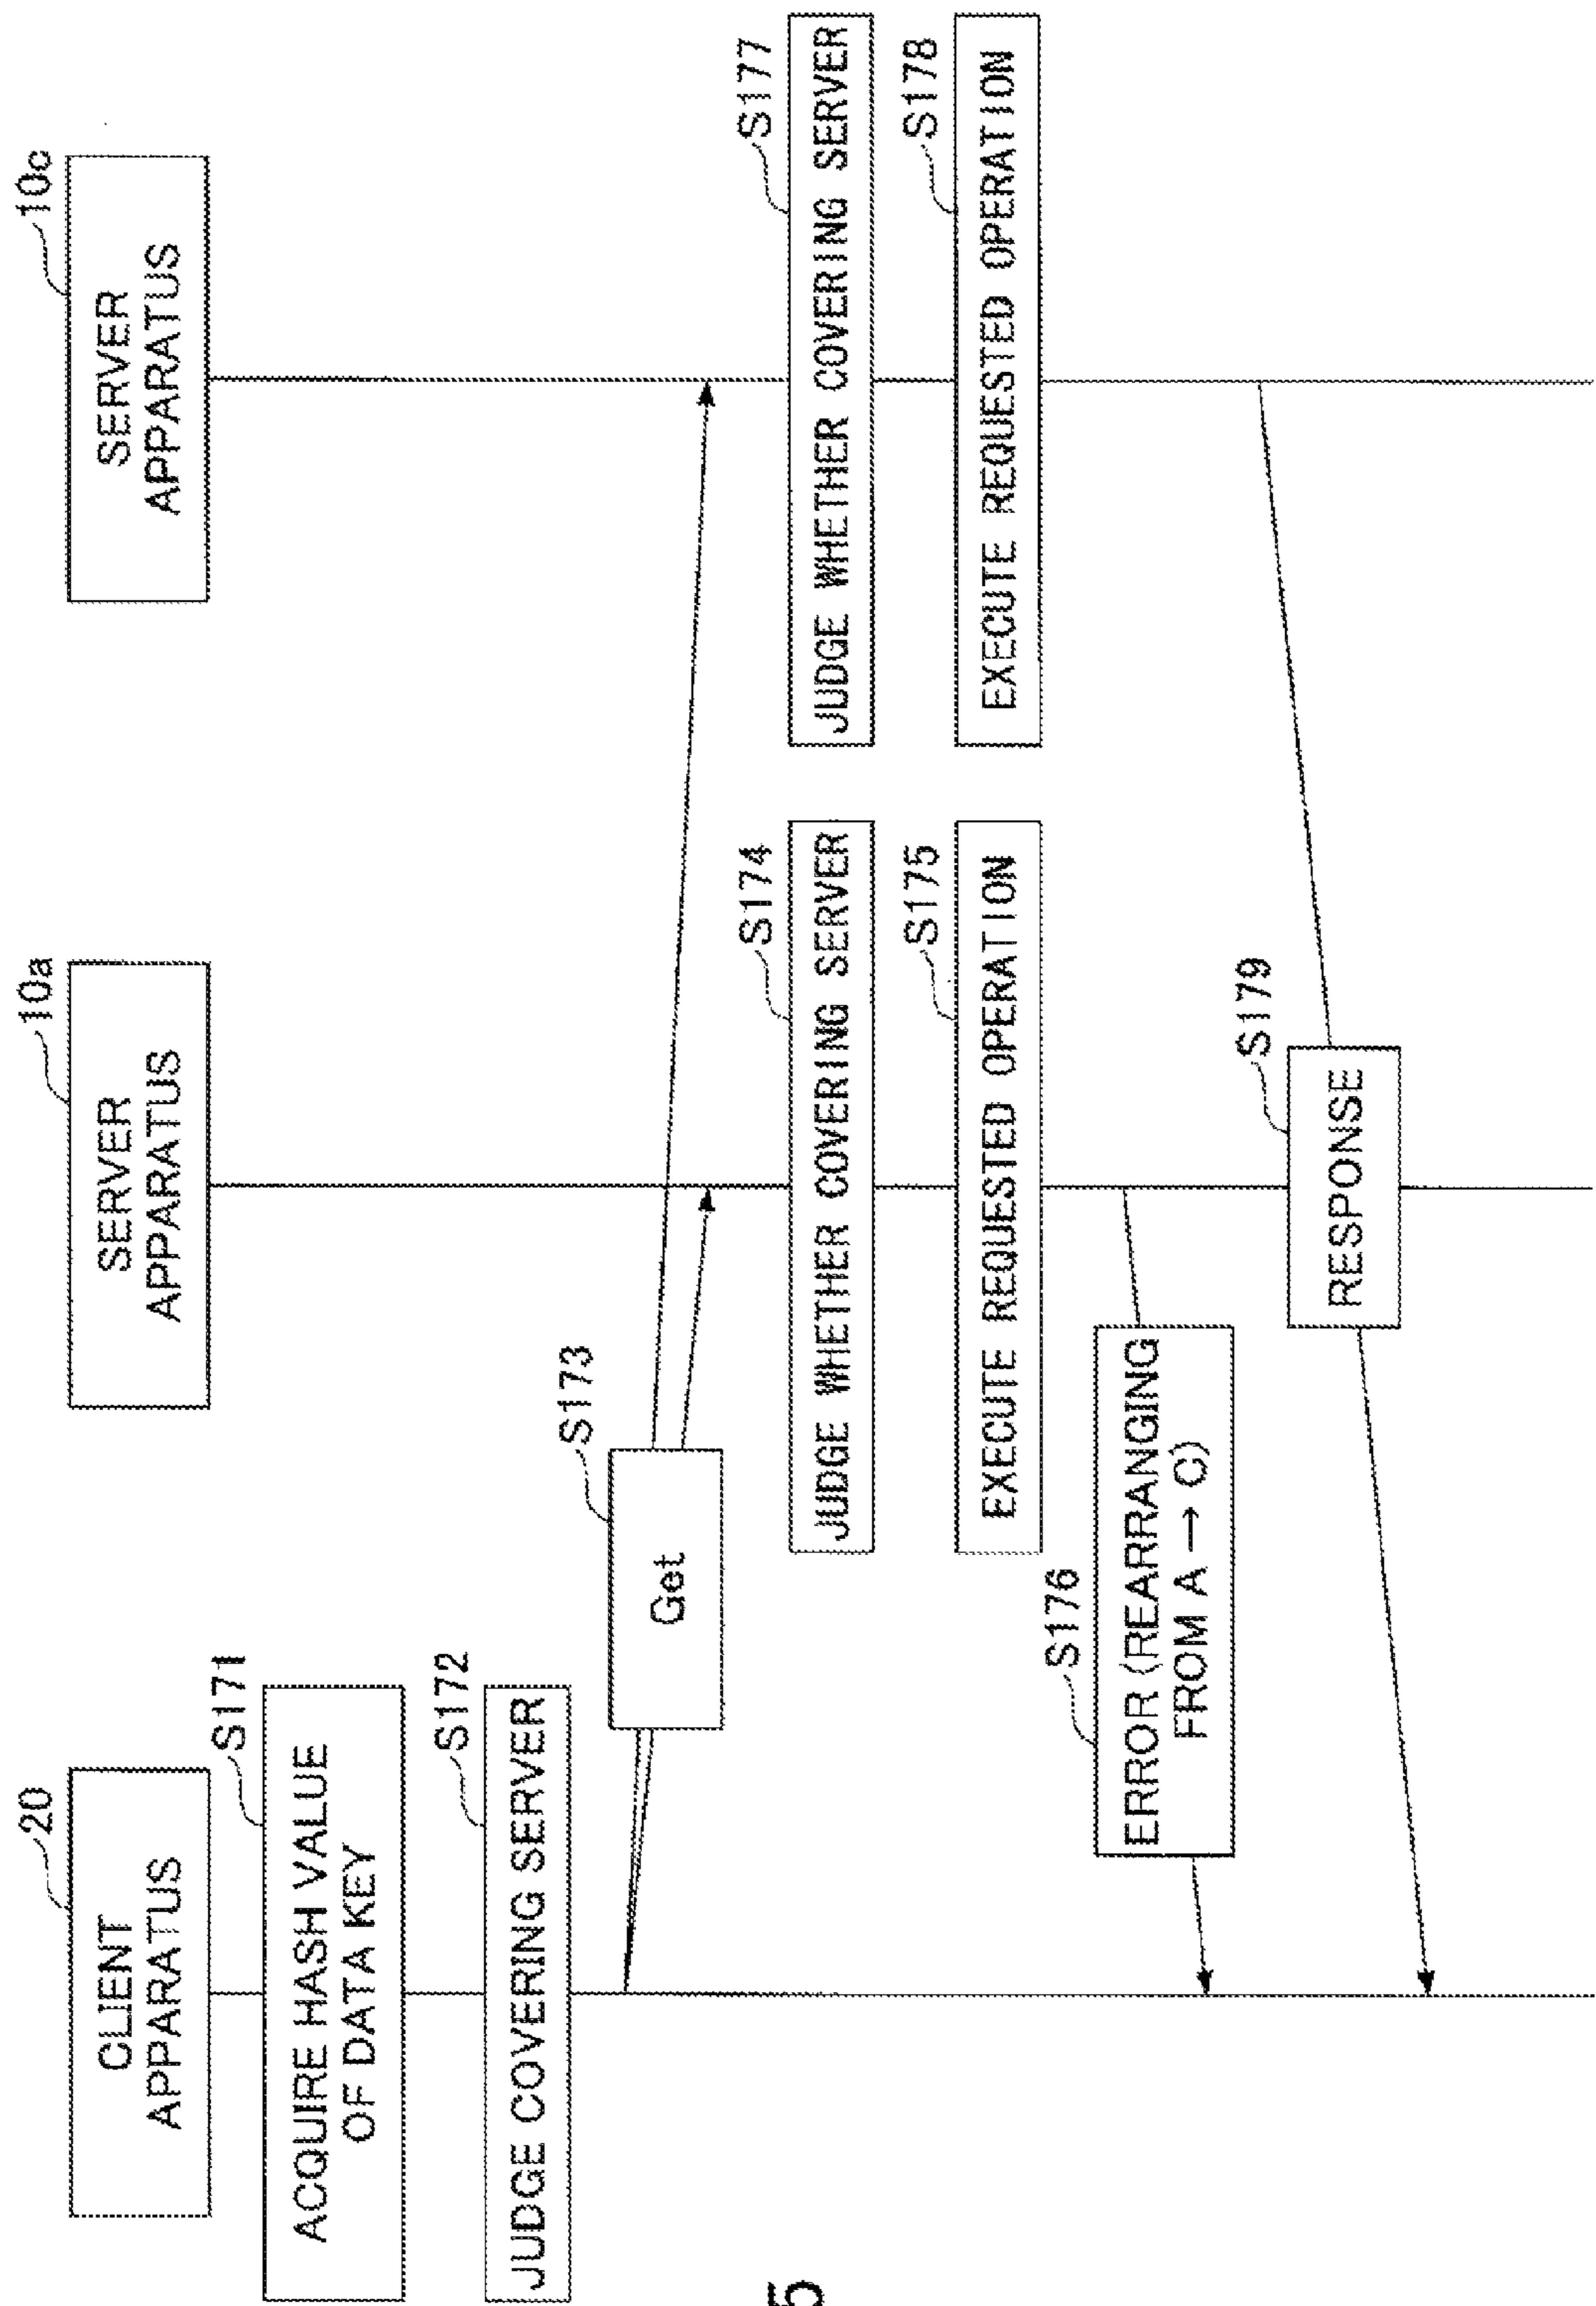 CLIENT
APPARATUS
20
SERVER
APPARATUS
10a
SERVER
APPARATUS
10c
ACQUIRE HASH VALUE
OF DATA KEY
S171
JUDGE COVERING SERVER
S172
Get
S173
JUDGE WHETHER COVERING SERVER
S174
JUDGE WHETHER COVERING SERVER
S177
EXECUTE REQUESTED OPERATION
S175
EXECUTE REQUESTED OPERATION
S178
ERROR (REARRANGING
FROM A → C)
S176
RESPONSE
S179
5